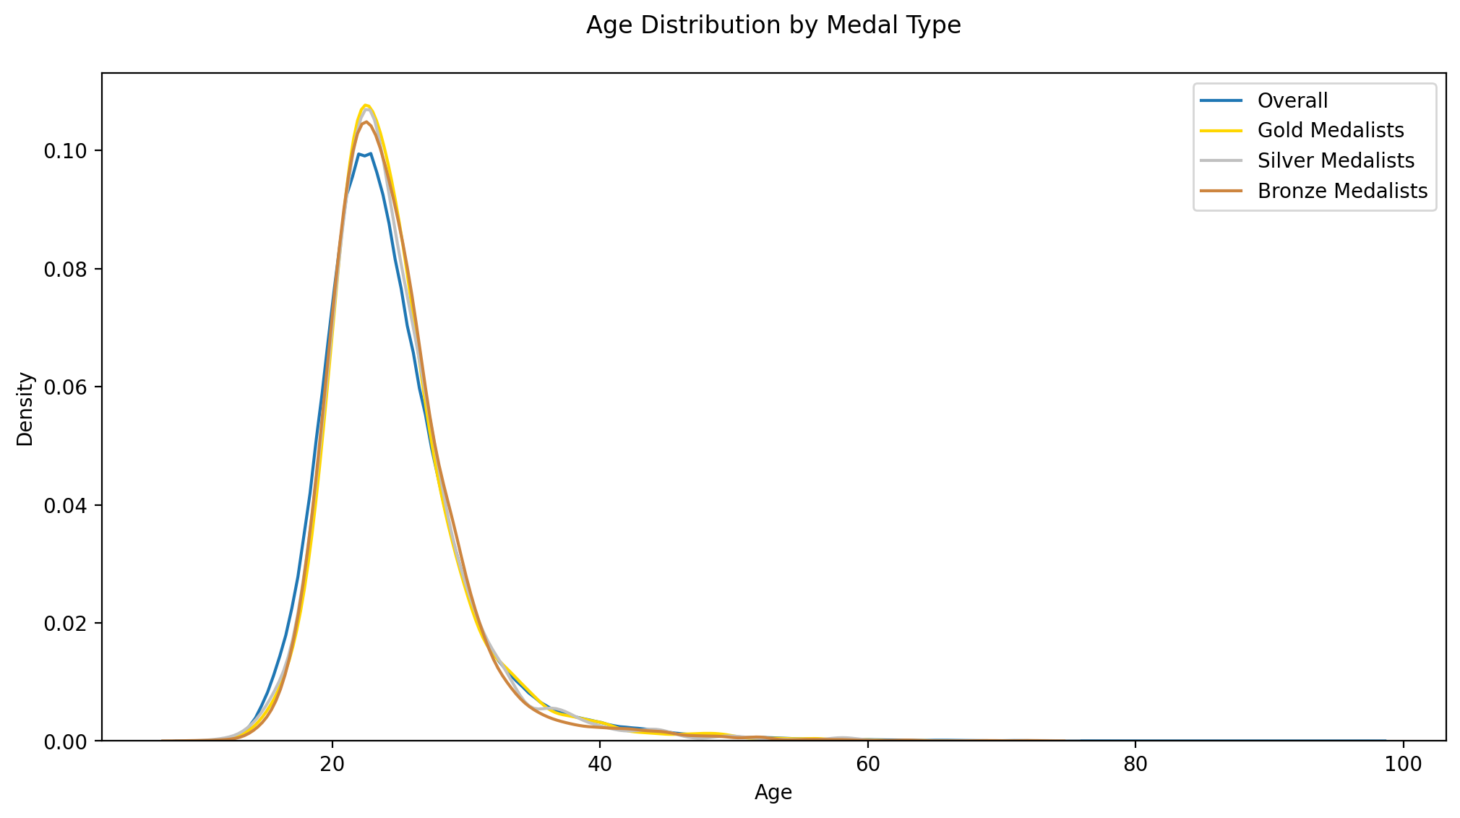 Age Distribution by Medal Type
Overall
Gold Medalists
Silver Medalists
Bronze Medalists
0.10
0.08
0.06
0.04
0.02
0.00
Density
20 40 60 80 100
Age